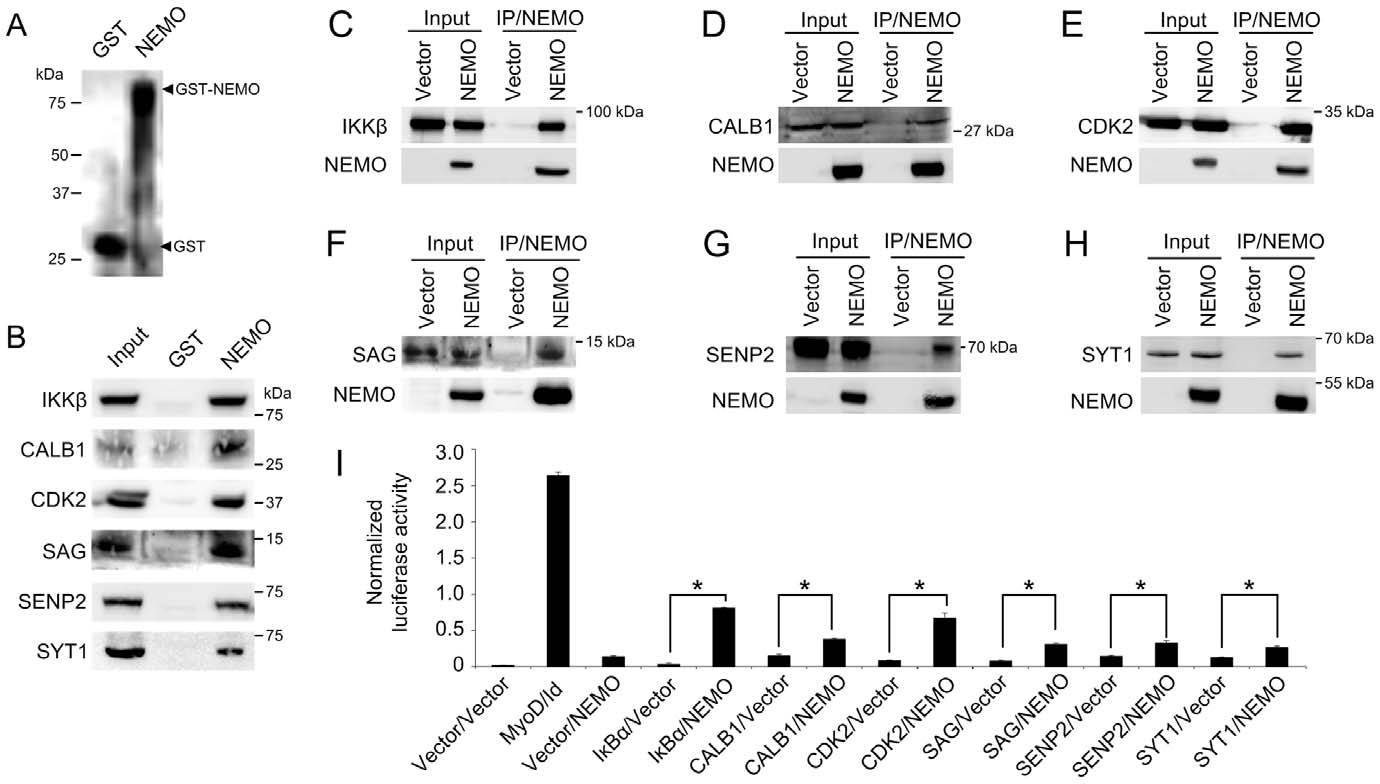 A
GST
NEMO
kDa
75
50
37
25
GST-NEMO
GST
B
Input
GST
NEMO
kDa
IKKβ
75
CALB1
25
CDK2
37
SAG
15
SENP2
75
SYT1
75
C
Input IP/NEMO
Vector NEMO Vector NEMO
IKKβ
100 kDa
NEMO
D
Input IP/NEMO
Vector NEMO Vector NEMO
CALB1
27 kDa
NEMO
E
Input IP/NEMO
Vector NEMO Vector NEMO
CDK2
35 kDa
NEMO
F
Input IP/NEMO
Vector NEMO Vector NEMO
SAG
15 kDa
NEMO
G
Input IP/NEMO
Vector NEMO Vector NEMO
SENP2
70 kDa
NEMO
H
Input IP/NEMO
Vector NEMO Vector NEMO
SYT1
70 kDa
55 kDa
NEMO
I
Normalized
luciferase activity
3.0
2.5
2.0
1.5
1.0
0.5
0
* * * * * *
Vector/Vector
MyoD/Id
Vector/NEMO
IκBα/Vector
IκBα/NEMO
CALB1/Vector
CALB1/NEMO
CDK2/Vector
CDK2/NEMO
SAG/Vector
SAG/NEMO
SENP2/Vector
SENP2/NEMO
SYT1/Vector
SYT1/NEMO